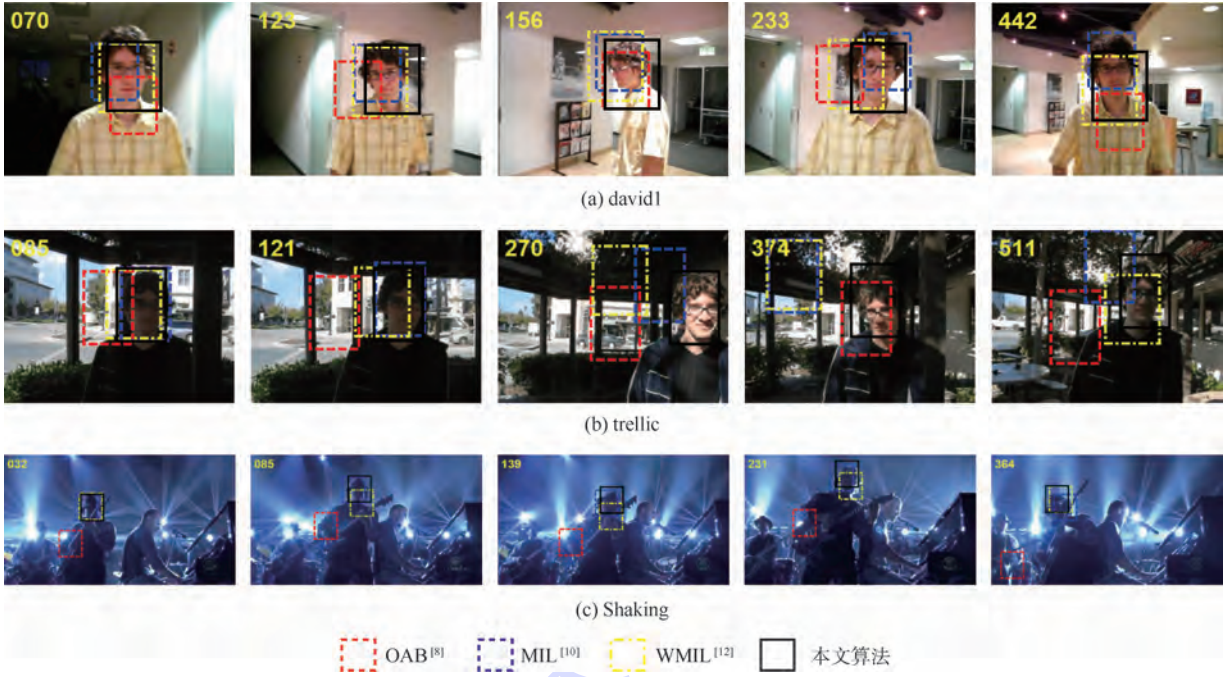 070 123 156 233 442
(a) david1
085 121 270 374 511
(b) trellic
032 085 139 231 364
(c) Shaking
OAB[8] MIL[10] WMIL[12] 本文算法